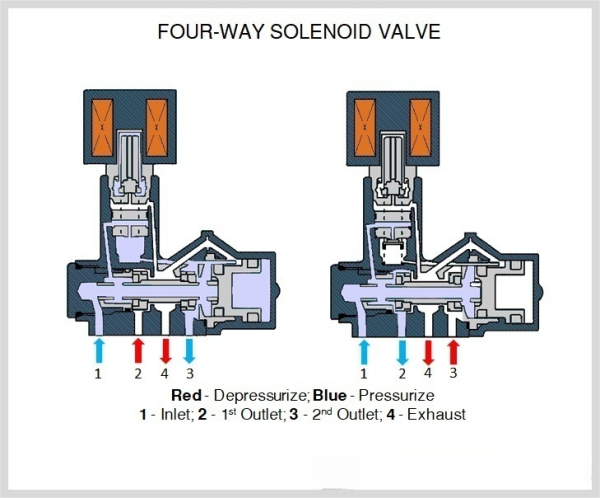 FOUR-WAY SOLENOID VALVE
1 2 4 3 1 2 4 3
Red - Depressurize; Blue - Pressurize
1 - Inlet; 2 - 1st Outlet; 3 - 2nd Outlet; 4 - Exhaust